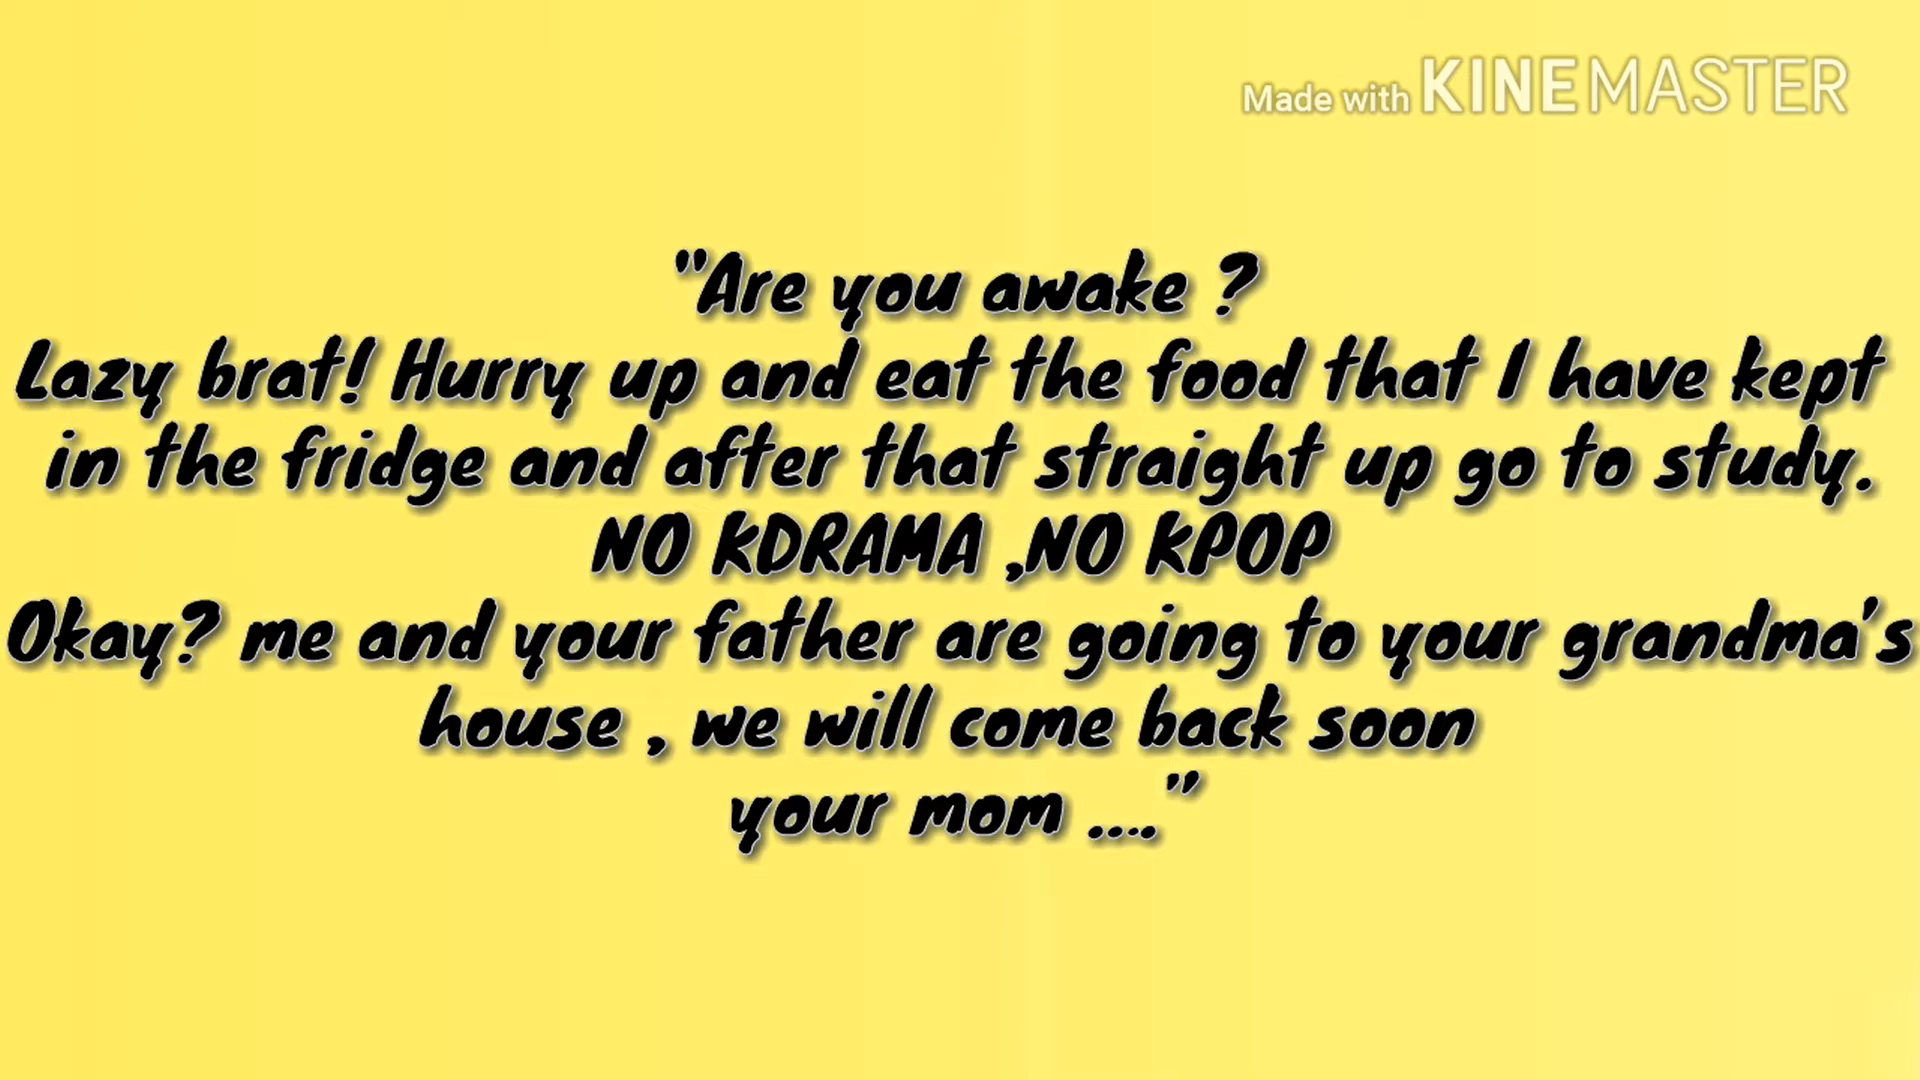 Made with KINEMASTER
"Are you awake ?
Lazy brat! Hurry up and eat the food that I have kept
in the fridge and after that straight up go to study.
NO KDRAMA ,NO KPOP
Okay? me and your father are going to your grandma's
house , we will come back soon
your mom ...."